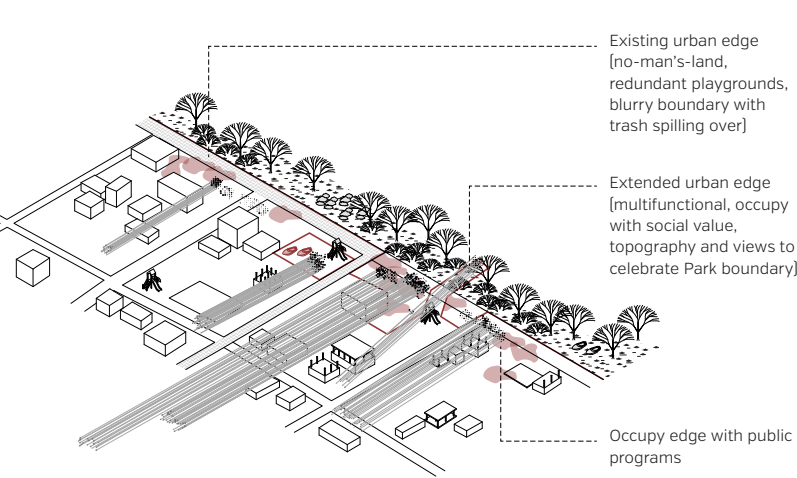 Existing urban edge
(no-man's-land,
redundant playgrounds,
blurry boundary with
trash spilling over)
Extended urban edge
(multifunctional, occupy
with social value,
topography and views to
celebrate Park boundary)
Occupy edge with public
programs